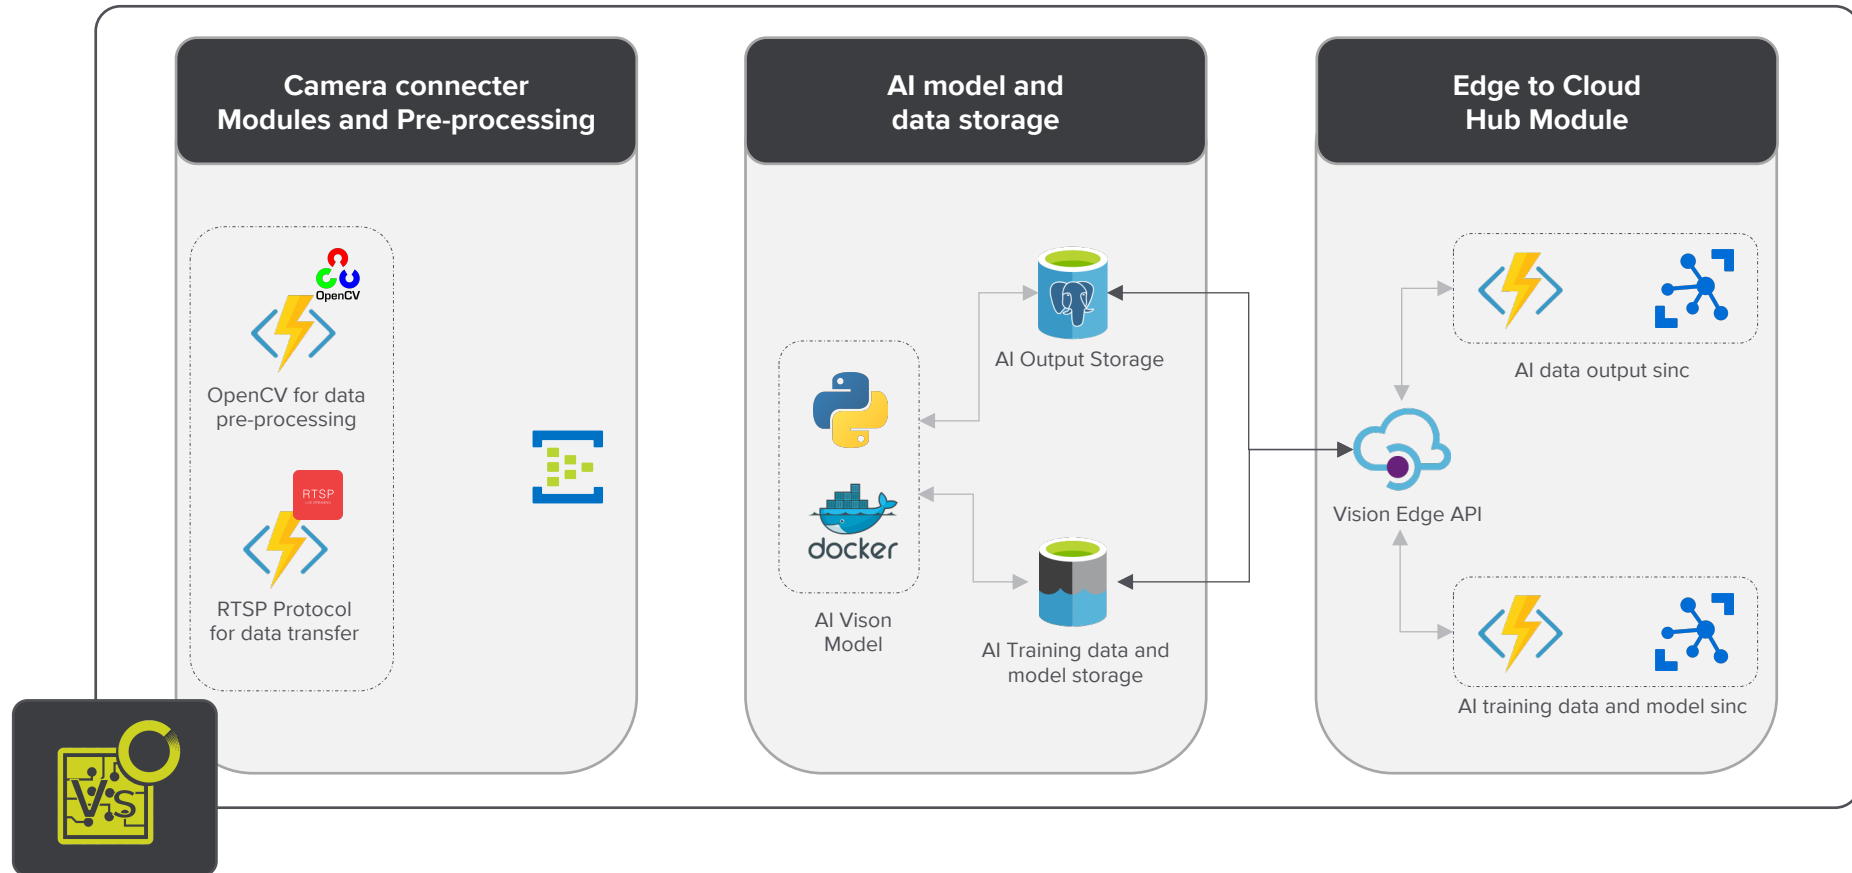 Camera connecter
Modules and Pre-processing
OpenCV
OpenCV for data
pre-processing
RTSP
RTSP Protocol
for data transfer
AI model and
data storage
AI Output Storage
docker
AI Vison
Model
AI Training data and
model storage
Edge to Cloud
Hub Module
AI data output sinc
Vision Edge API
AI training data and model sinc
Vs